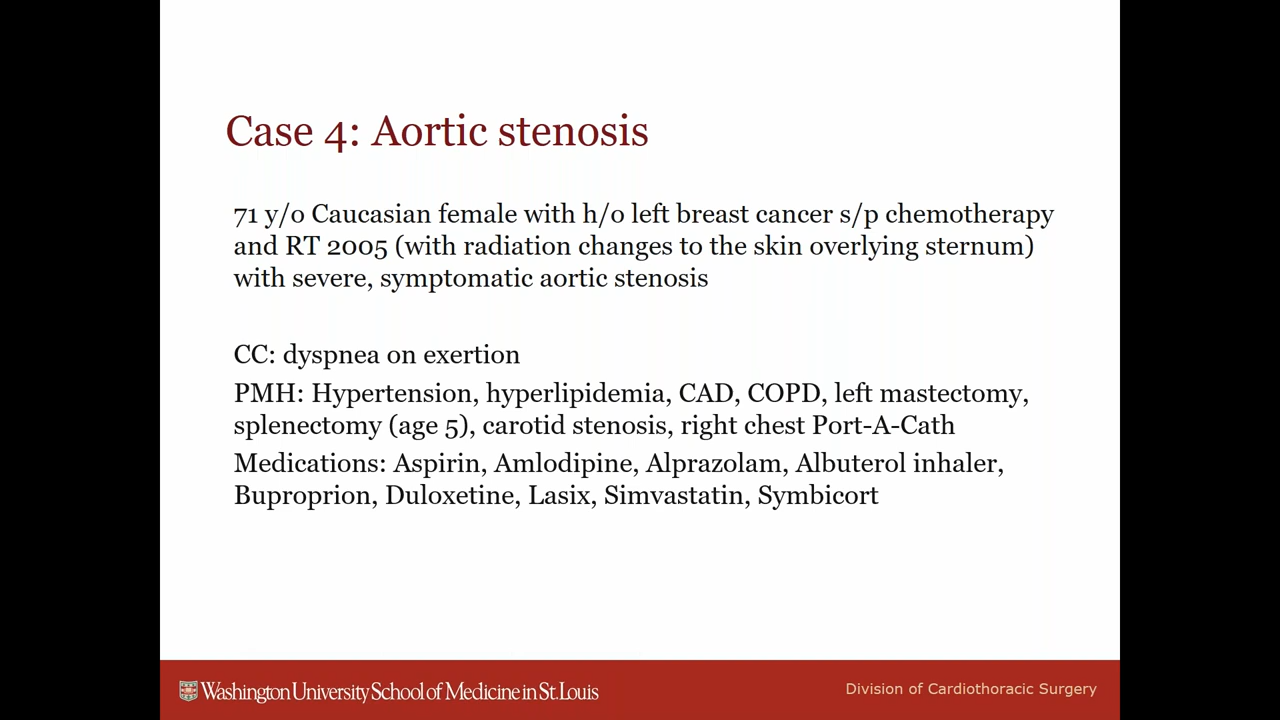 Case 4: Aortic stenosis
71 y/o Caucasian female with h/o left breast cancer s/p chemotherapy
and RT 2005 (with radiation changes to the skin overlying sternum)
with severe, symptomatic aortic stenosis
CC: dyspnea on exertion
PMH: Hypertension, hyperlipidemia, CAD, COPD, left mastectomy,
splenectomy (age 5), carotid stenosis, right chest Port-A-Cath
Medications: Aspirin, Amlodipine, Alprazolam, Albuterol inhaler,
Buproprion, Duloxetine, Lasix, Simvastatin, Symbicort
Washington University School of Medicine in St. Louis
Division of Cardiothoracic Surgery